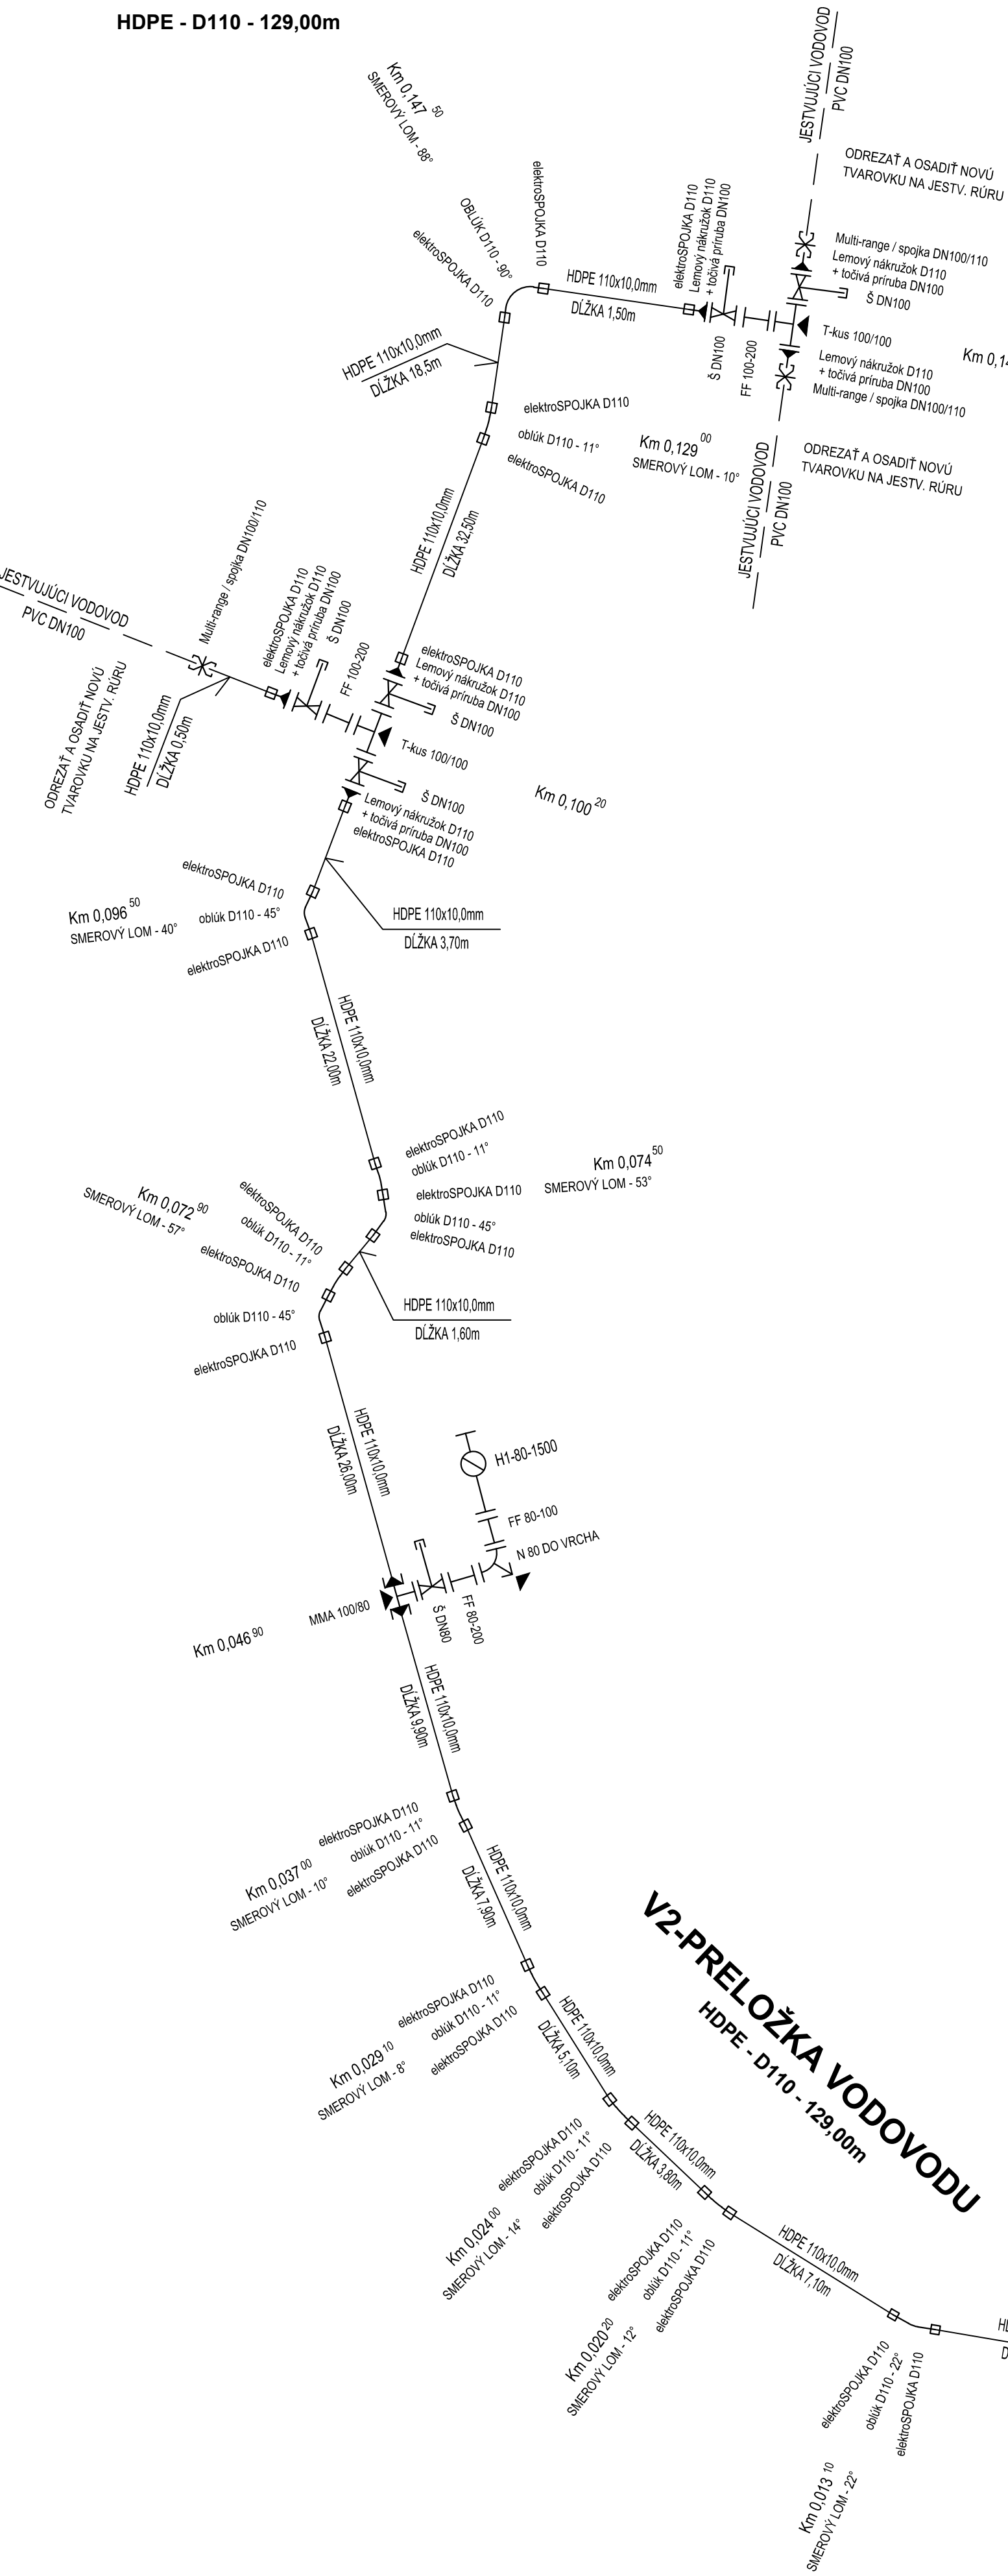 HDPE - D110 - 129,00m
JESTVUJÚCI VODOVOD
PVC DN100
Km 0,147 50
SMEROVÝ LOM - 88°
ODREZAŤ A OSADIŤ NOVÚ
TVAROVKU NA JESTV. RÚRU
elektroSPOJKA D110
OBLÚK D110 - 90°
elektroSPOJKA D110
elektroSPOJKA D110
Lemový nákružok D110
+ točivá príruba DN100
Multi-range / spojka DN100/110
Lemový nákružok D110
+ točivá príruba DN100
Š DN100
HDPE 110x10,0mm
DĹŽKA 1,50m
T-kus 100/100
Š DN100
FF 100-200
Lemový nákružok D110
+ točivá príruba DN100
Multi-range / spojka DN100/110
HDPE 110x10,0mm
DĹŽKA 18,5m
elektroSPOJKA D110
oblúk D110 - 11°
elektroSPOJKA D110
Km 0,129 00
SMEROVÝ LOM - 10°
ODREZAŤ A OSADIŤ NOVÚ
TVAROVKU NA JESTV. RÚRU
JESTVUJÚCI VODOVOD
PVC DN100
HDPE 110x10,0mm
DĹŽKA 32,50m
JESTVUJÚCI VODOVOD
PVC DN100
Multi-range / spojka DN100/110
elektroSPOJKA D110
Lemový nákružok D110
+ točivá príruba DN100
Š DN100
FF 100-200
elektroSPOJKA D110
Lemový nákružok D110
+ točivá príruba DN100
Š DN100
ODREZAŤ A OSADIŤ NOVÚ
TVAROVKU NA JESTV. RÚRU
HDPE 110x10,0mm
DĹŽKA 0,50m
T-kus 100/100
Km 0,100 20
Š DN100
Lemový nákružok D110
+ točivá príruba DN100
elektroSPOJKA D110
elektroSPOJKA D110
Km 0,096 50
SMEROVÝ LOM - 40°
oblúk D110 - 45°
elektroSPOJKA D110
HDPE 110x10,0mm
DĹŽKA 3,70m
HDPE 110x10,0mm
DĹŽKA 22,00m
elektroSPOJKA D110
oblúk D110 - 11°
elektroSPOJKA D110
Km 0,074 50
SMEROVÝ LOM - 53°
oblúk D110 - 45°
elektroSPOJKA D110
Km 0,072 90
SMEROVÝ LOM - 57°
elektroSPOJKA D110
oblúk D110 - 11°
elektroSPOJKA D110
oblúk D110 - 45°
elektroSPOJKA D110
HDPE 110x10,0mm
DĹŽKA 1,60m
HDPE 110x10,0mm
DĹŽKA 26,00m
H1-80-1500
FF 80-100
N 80 DO VRCHA
MMA 100/80
Š DN80
FF 80-200
Km 0,046 90
HDPE 110x10,0mm
DĹŽKA 9,90m
elektroSPOJKA D110
oblúk D110 - 11°
elektroSPOJKA D110
Km 0,037 00
SMEROVÝ LOM - 10°
HDPE 110x10,0mm
DĹŽKA 7,90m
V2-PRELOŽKA VODOVODU
HDPE - D110 - 129,00m
elektroSPOJKA D110
oblúk D110 - 11°
elektroSPOJKA D110
Km 0,029 10
SMEROVÝ LOM - 8°
HDPE 110x10,0mm
DĹŽKA 5,10m
elektroSPOJKA D110
oblúk D110 - 11°
elektroSPOJKA D110
Km 0,024 00
SMEROVÝ LOM - 14°
HDPE 110x10,0mm
DĹŽKA 3,80m
elektroSPOJKA D110
oblúk D110 - 11°
elektroSPOJKA D110
Km 0,020 20
SMEROVÝ LOM - 12°
HDPE 110x10,0mm
DĹŽKA 7,10m
elektroSPOJKA D110
oblúk D110 - 22°
elektroSPOJKA D110
Km 0,013 10
SMEROVÝ LOM - 22°